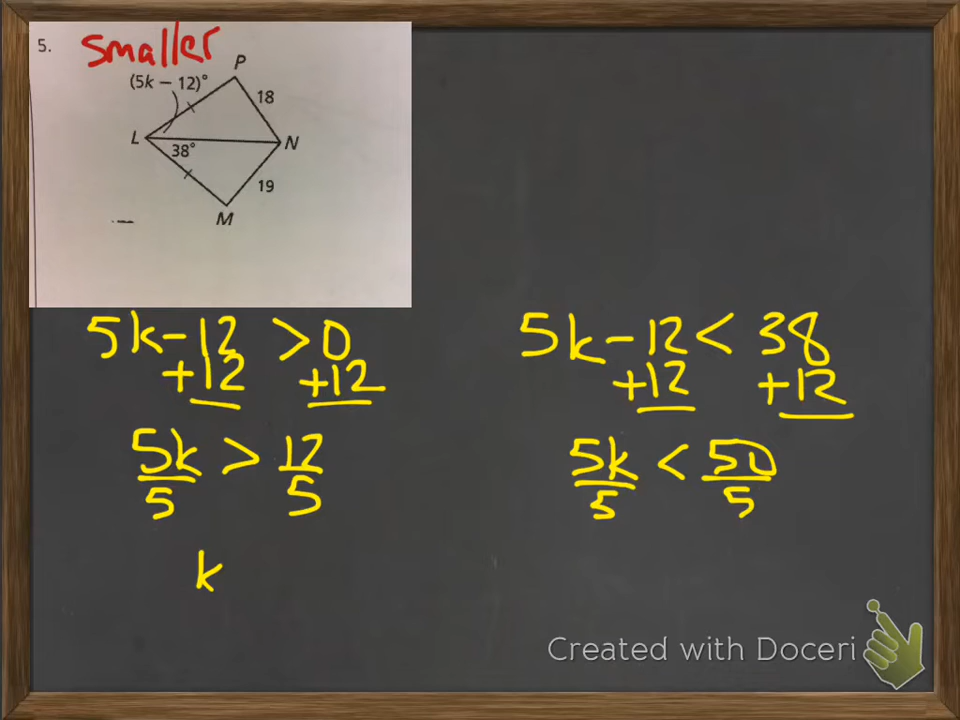 5. smaller
P
(5k − 12)°
18
L
38°
N
19
M
5k-12 >0
+12 +12
5k > 12
5 5
k
5k-12 < 38
+12 +12
5k < 50
5 5
Created with Doceri